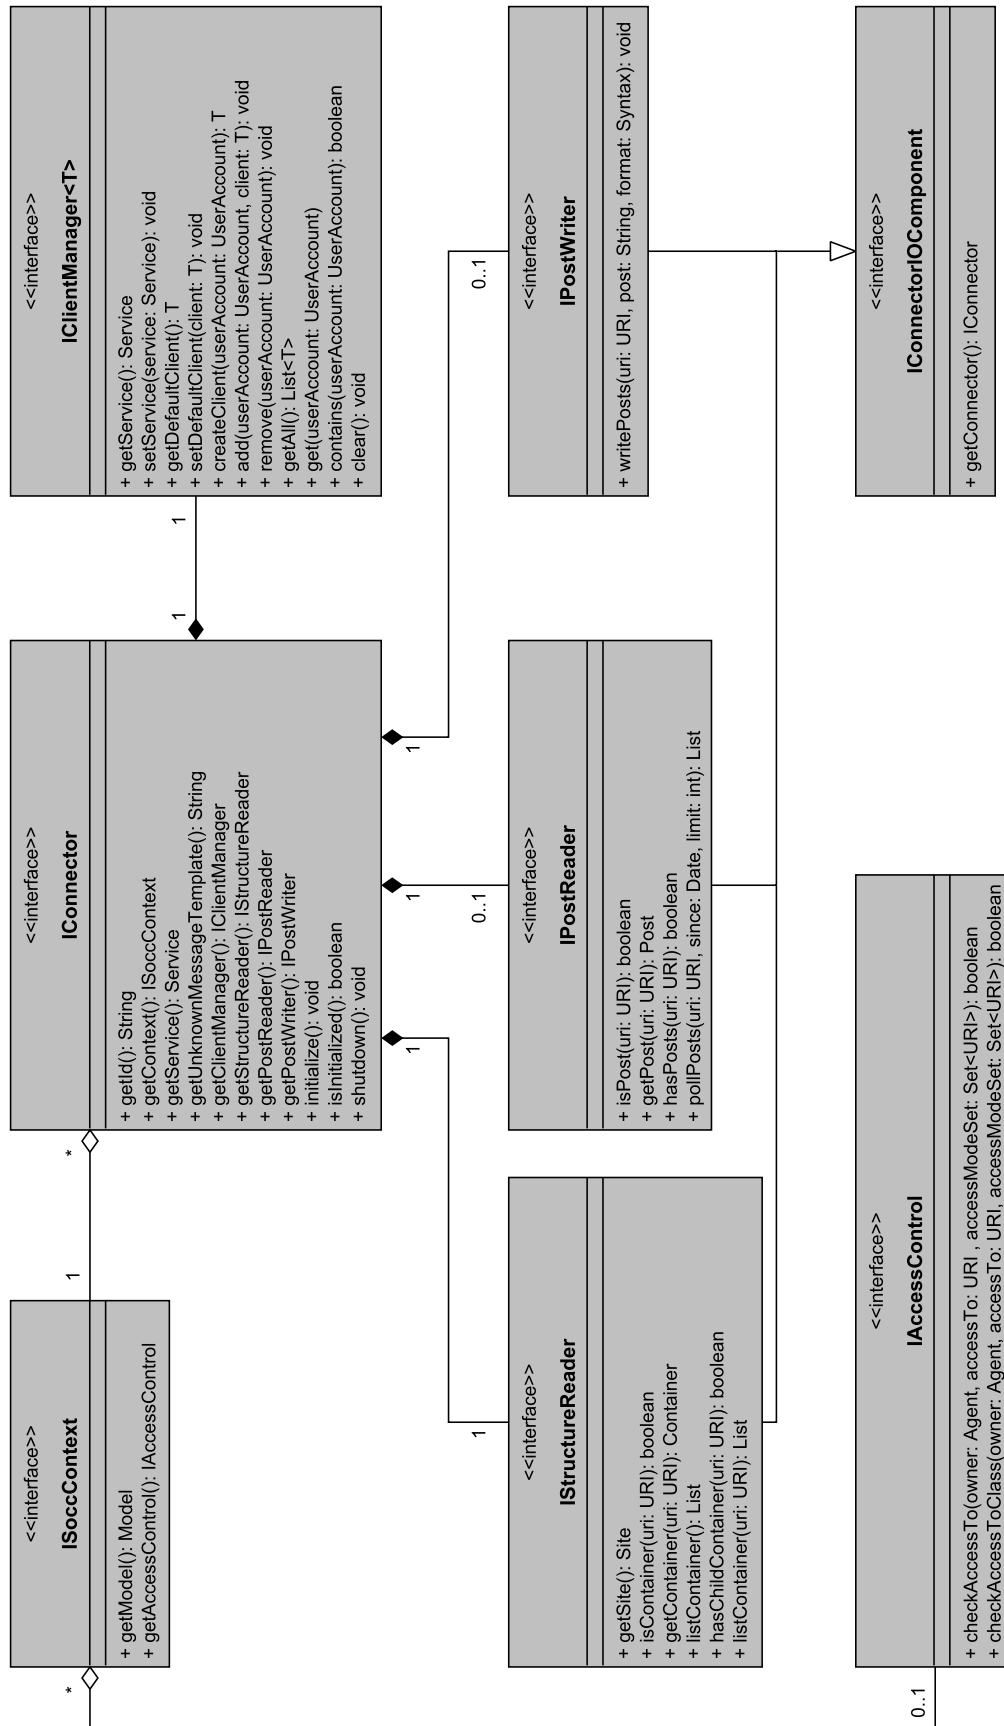 <<interface>>
ISoccContext
+ getModel(): Model
+ getAccessControl(): IAccessControl
*
1
*
<<interface>>
IConnector
+ getId(): String
+ getContext(): ISoccContext
+ getService(): Service
+ getUnknownMessageTemplate(): String
+ getClientManager(): IClientManager
+ getStructureReader(): IStructureReader
+ getPostReader(): IPostReader
+ getPostWriter(): IPostWriter
+ initialize(): void
+ isInitialized(): boolean
+ shutdown(): void
1
1
<<interface>>
IClientManager<T>
+ getService(): Service
+ setService(service: Service): void
+ getDefaultClient(): T
+ setDefaultClient(client: T): void
+ createClient(userAccount: UserAccount): T
+ add(userAccount: UserAccount, client: T): void
+ remove(userAccount: UserAccount): void
+ getAll(): List<T>
+ get(userAccount: UserAccount)
+ contains(userAccount: UserAccount): boolean
+ clear(): void
1
1
1
1
0..1
0..1
<<interface>>
IStructureReader
+ getSite(): Site
+ isContainer(uri: URI): boolean
+ getContainer(uri: URI): Container
+ listContainer(): List
+ hasChildContainer(uri: URI): boolean
+ listContainer(uri: URI): List
<<interface>>
IPostReader
+ isPost(uri: URI): boolean
+ getPost(uri: URI): Post
+ hasPosts(uri: URI): boolean
+ pollPosts(uri: URI, since: Date, limit: int): List
<<interface>>
IPostWriter
+ writePosts(uri: URI, post: String, format: Syntax): void
0..1
<<interface>>
IAccessControl
+ checkAccessTo(owner: Agent, accessTo: URI , accessModeSet: Set<URI>): boolean
+ checkAccessToClass(owner: Agent, accessTo: URI, accessModeSet: Set<URI>): boolean
<<interface>>
IConnectorIOComponent
+ getConnector(): IConnector